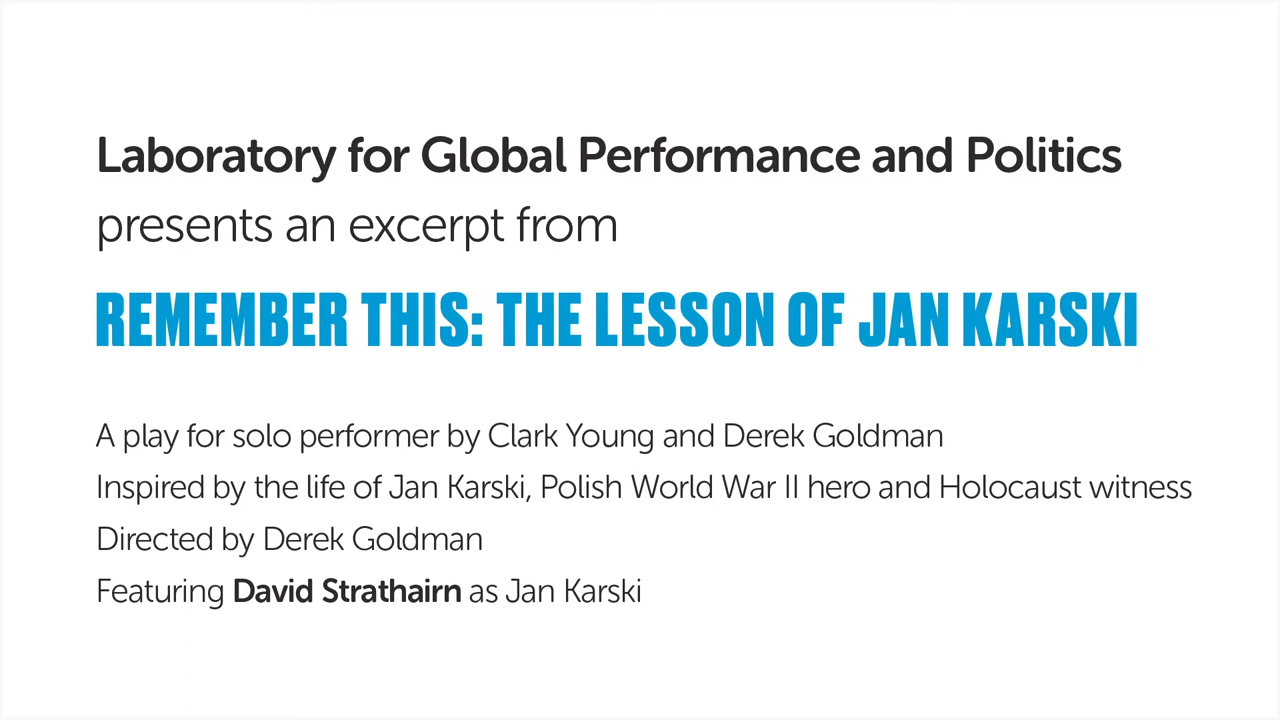 Laboratory for Global Performance and Politics
presents an excerpt from
REMEMBER THIS: THE LESSON OF JAN KARSKI
A play for solo performer by Clark Young and Derek Goldman
Inspired by the life of Jan Karski, Polish World War II hero and Holocaust witness
Directed by Derek Goldman
Featuring David Strathairn as Jan Karski